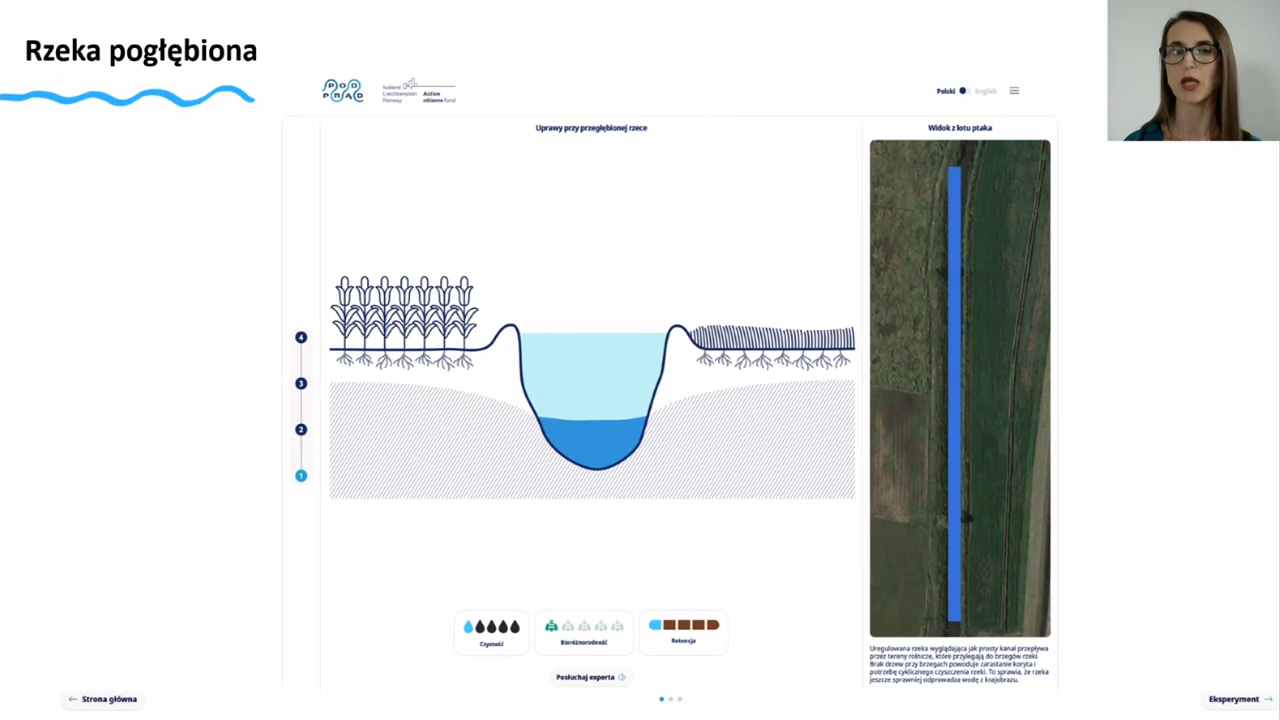 Rzeka pogłębiona
POD
PRĄD
Iceland
Liechtenstein
Norway
Active
citizens fund
Polski
English
Uprawy przy przegłębionej rzece
Widok z lotu ptaka
4
3
2
1
Czystość
Bioróżnorodność
Retencja
Posłuchaj experta
Uregulowana rzeka wyglądająca jak prosty kanał przepływa
przez tereny rolnicze, które przylegają do brzegów rzeki.
Brak drzew przy brzegach powoduje zarastanie koryta i
potrzebę cyklicznego czyszczenia rzeki. To sprawia, że rzeka
jeszcze sprawniej odprowadza wodę z krajobrazu.
← Strona główna
Eksperyment →